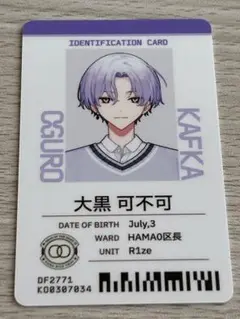 IDENTIFICATION CARD
OGURO
KAFKA
大黒 可不可
DATE OF BIRTH July,3
WARD HAMA0区長
UNIT R1ze
DF2771
K00307034